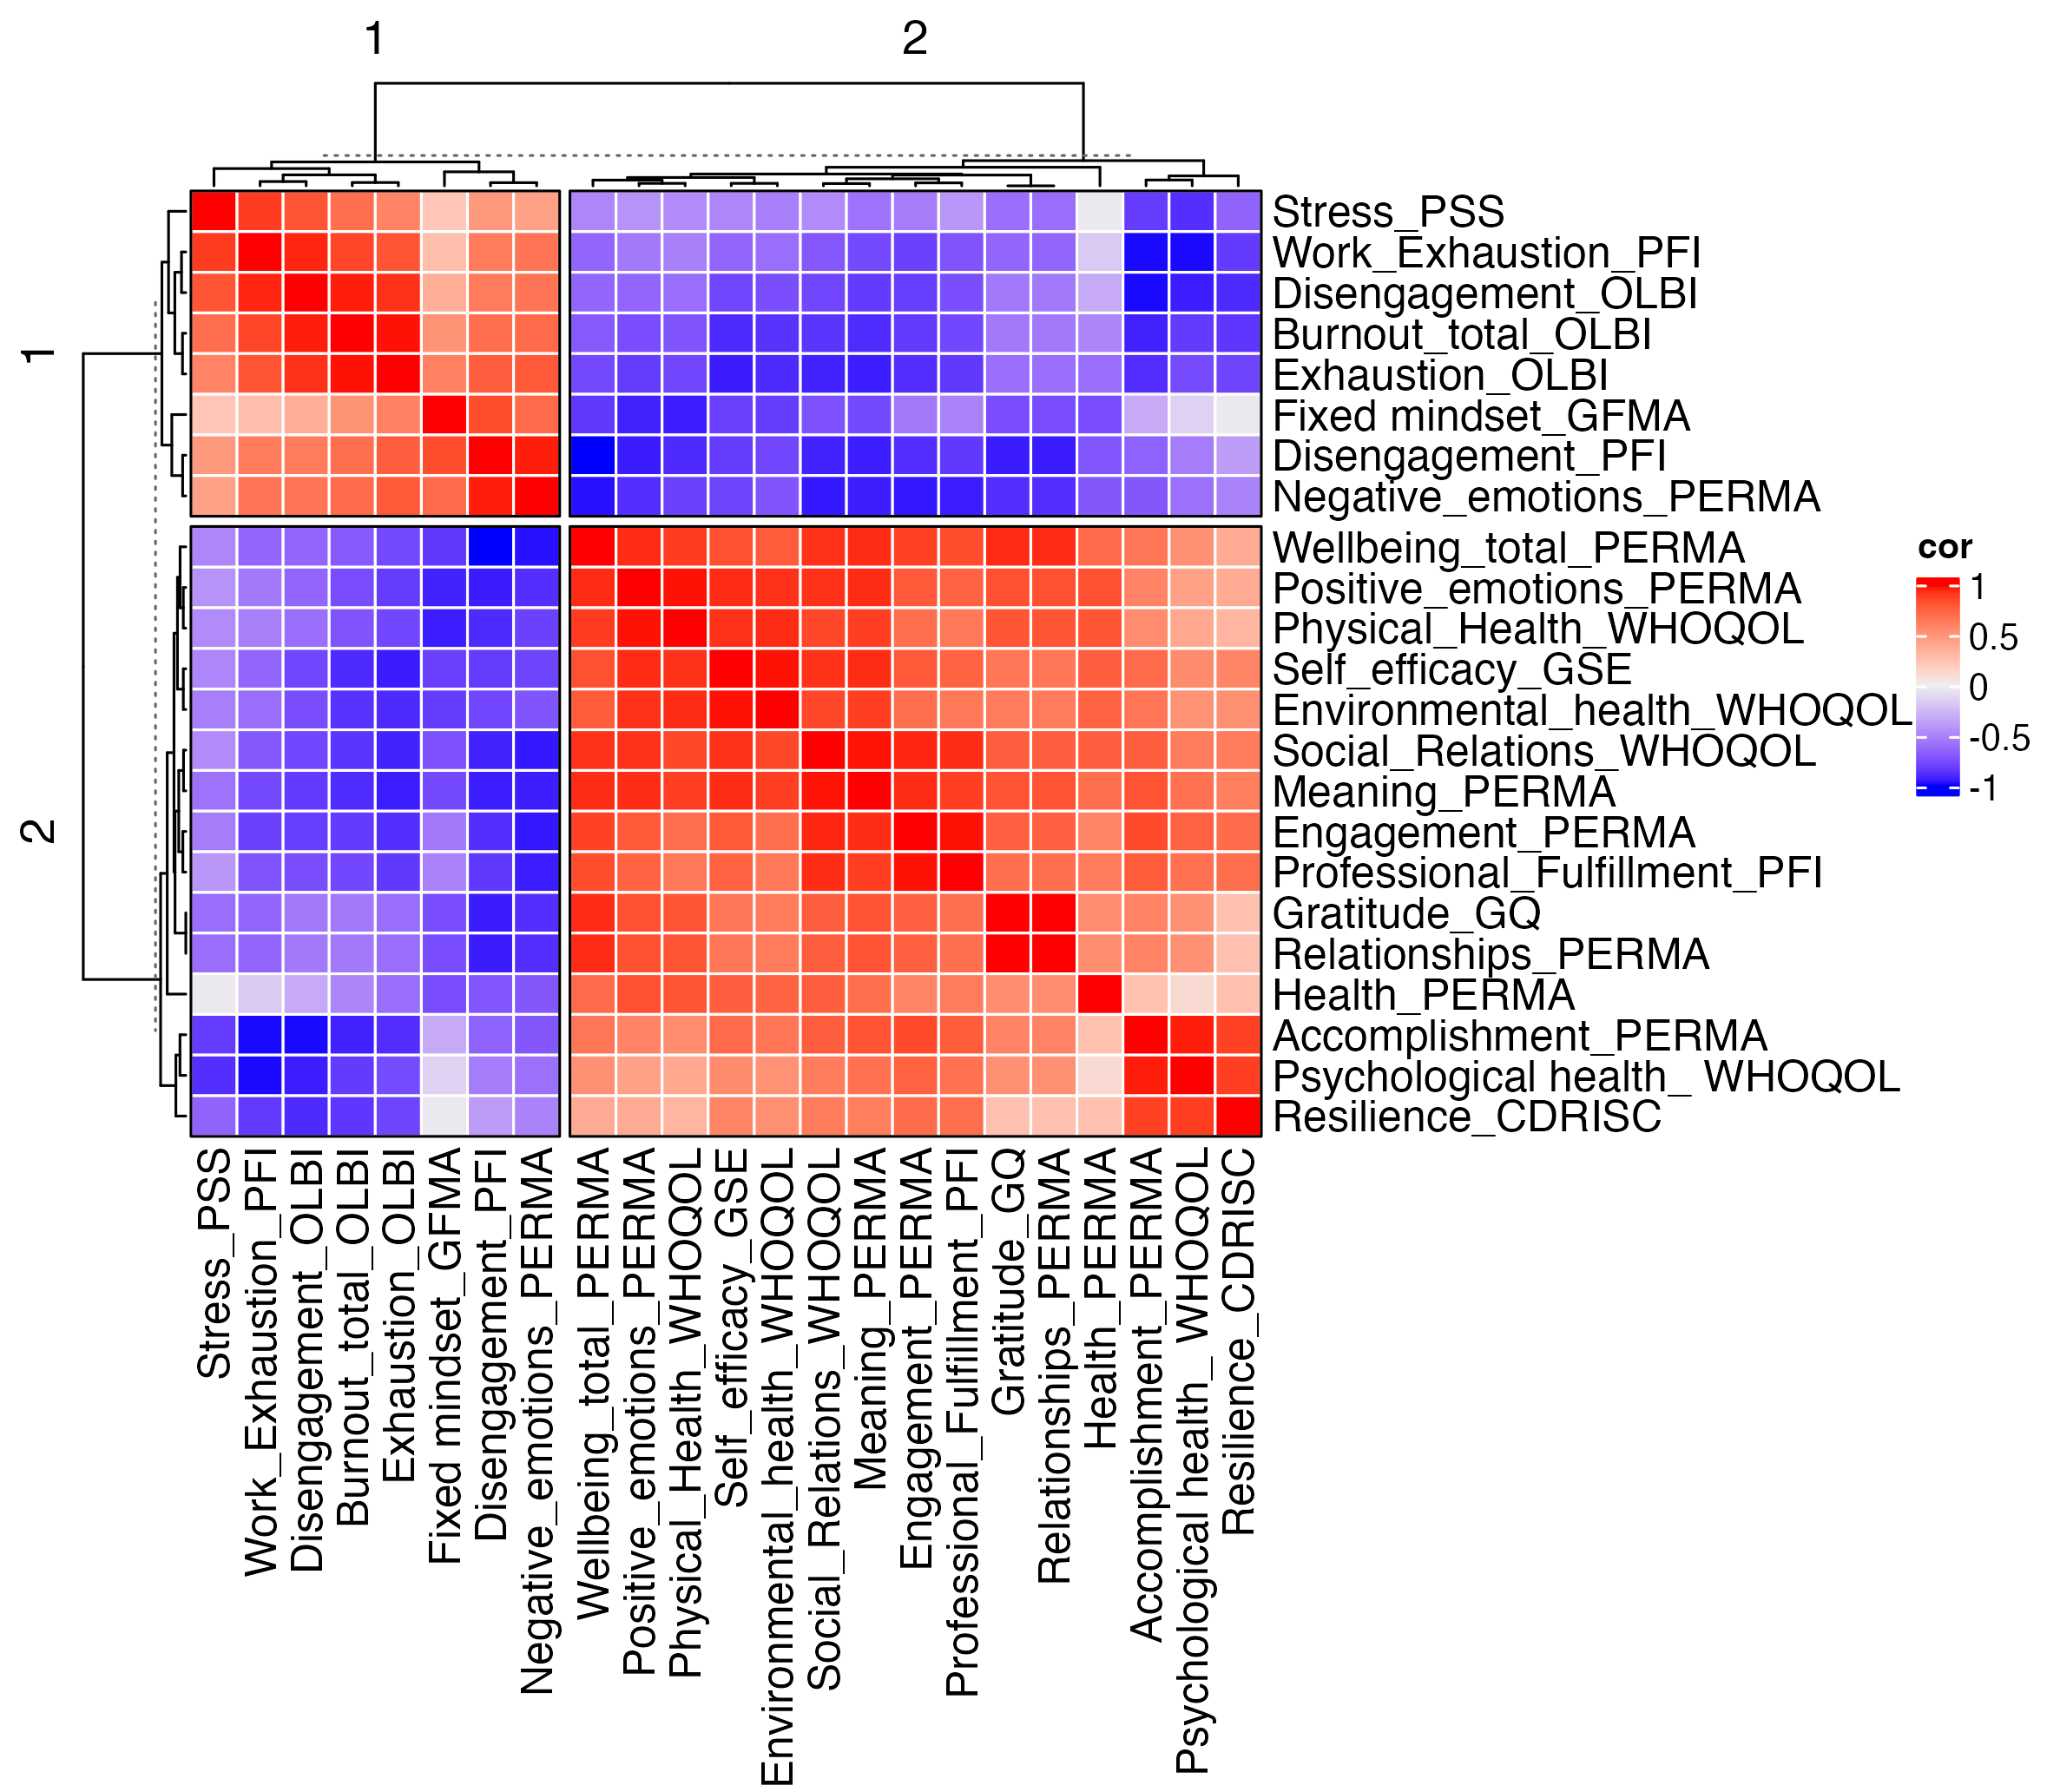 1
2
1
2
Stress_PSS
Work_Exhaustion_PFI
Disengagement_OLBI
Burnout_total_OLBI
Exhaustion_OLBI
Fixed mindset_GFMA
Disengagement_PFI
Negative_emotions_PERMA
Wellbeing_total_PERMA
Positive_emotions_PERMA
Physical_Health_WHOQOL
Self_efficacy_GSE
Environmental_health_WHOQOL
Social_Relations_WHOQOL
Meaning_PERMA
Engagement_PERMA
Professional_Fulfillment_PFI
Gratitude_GQ
Relationships_PERMA
Health_PERMA
Accomplishment_PERMA
Psychological health_ WHOQOL
Resilience_CDRISC
cor
1
0.5
0
-0.5
-1
Stress_PSS
Work_Exhaustion_PFI
Disengagement_OLBI
Burnout_total_OLBI
Exhaustion_OLBI
Fixed mindset_GFMA
Disengagement_PFI
Negative_emotions_PERMA
Wellbeing_total_PERMA
Positive_emotions_PERMA
Physical_Health_WHOQOL
Self_efficacy_GSE
Environmental_health_WHOQOL
Social_Relations_WHOQOL
Meaning_PERMA
Engagement_PERMA
Professional_Fulfillment_PFI
Gratitude_GQ
Relationships_PERMA
Health_PERMA
Accomplishment_PERMA
Psychological health_ WHOQOL
Resilience_CDRISC